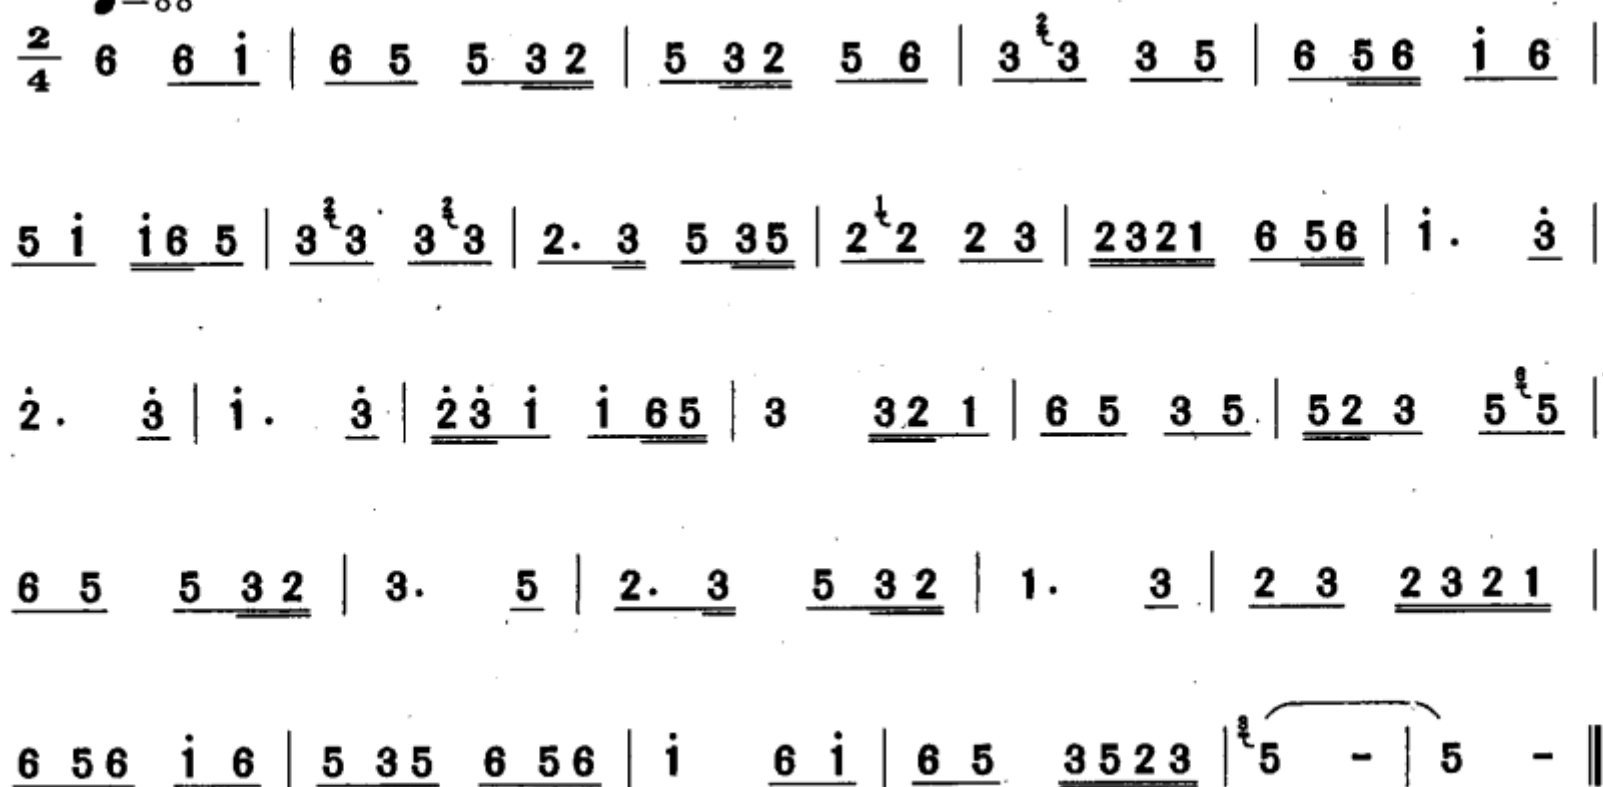 2/4 6 6 i̇ | 6 5 5 3 2 | 5 3 2 5 6 | 3 ²3 3 5 | 6 5 6 i̇ 6 |
5 i̇ i̇ 6 5 | 3 ²3 3 ²3 | 2· 3 5 3 5 | 2 ¹2 2 3 | 2 3 2 1 6 5 6 | i̇· 3̇ |
2̇· 3̇ | i̇· 3̇ | 2̇ 3̇ i̇ i̇ 6 5 | 3 3 2 1 | 6 5 3 5 | 5 2 3 5 5 |
6 5 5 3 2 | 3· 5 | 2· 3 5 3 2 | 1· 3 | 2 3 2 3 2 1 |
6 5 6 i̇ 6 | 5 3 5 6 5 6 | i̇ 6 i̇ | 6 5 3 5 2 3 | 5 - | 5 - ‖